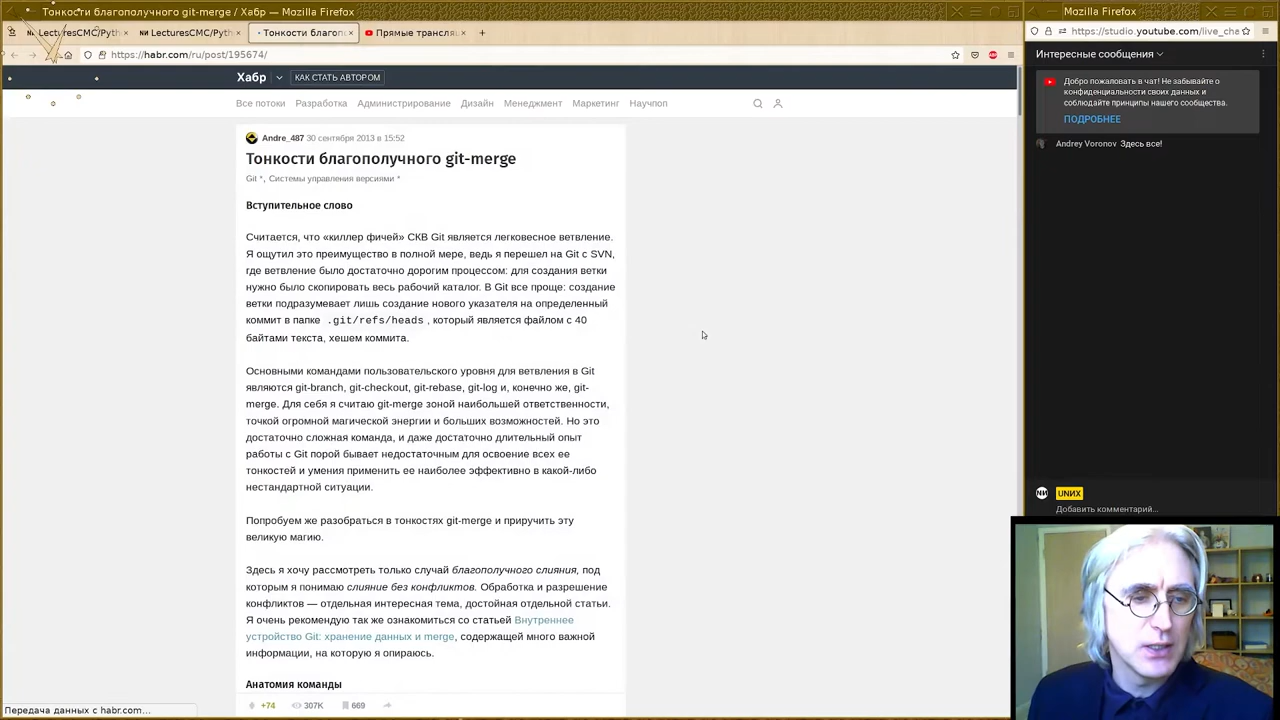 Тонкости благополучного git-merge / Хабр — Mozilla Firefox
LecturesCMC/Pyth
LecturesCMC/Pyth
Тонкости благоп
Прямые трансля
https://habr.com/ru/post/195674/
Хабр
КАК СТАТЬ АВТОРОМ
Все потоки Разработка Администрирование Дизайн Менеджмент Маркетинг Научпоп
Andre_487 30 сентября 2013 в 15:52
Тонкости благополучного git-merge
Git *, Системы управления версиями *
Вступительное слово
Считается, что «киллер фичей» СКВ Git является легковесное ветвление.
Я ощутил это преимущество в полной мере, ведь я перешел на Git с SVN,
где ветвление было достаточно дорогим процессом: для создания ветки
нужно было скопировать весь рабочий каталог. В Git все проще: создание
ветки подразумевает лишь создание нового указателя на определенный
коммит в папке .git/refs/heads , который является файлом с 40
байтами текста, хешем коммита.
Основными командами пользовательского уровня для ветвления в Git
являются git-branch, git-checkout, git-rebase, git-log и, конечно же, git-
merge. Для себя я считаю git-merge зоной наибольшей ответственности,
точкой огромной магической энергии и больших возможностей. Но это
достаточно сложная команда, и даже достаточно длительный опыт
работы с Git порой бывает недостаточным для освоение всех ее
тонкостей и умения применить ее наиболее эффективно в какой-либо
нестандартной ситуации.
Попробуем же разобраться в тонкостях git-merge и приручить эту
великую магию.
Здесь я хочу рассмотреть только случай благополучного слияния, под
которым я понимаю слияние без конфликтов. Обработка и разрешение
конфликтов — отдельная интересная тема, достойная отдельной статьи.
Я очень рекомендую так же ознакомиться со статьей Внутреннее
устройство Git: хранение данных и merge, содержащей много важной
информации, на которую я опираюсь.
Анатомия команды
+74 307K 669
Передача данных с habr.com…
Mozilla Firefox
https://studio.youtube.com/live_cha
Интересные сообщения
Добро пожаловать в чат! Не забывайте о
конфиденциальности своих данных и
соблюдайте принципы нашего сообщества.
ПОДРОБНЕЕ
Andrey Voronov Здесь все!
UNИX
Добавить комментарий...